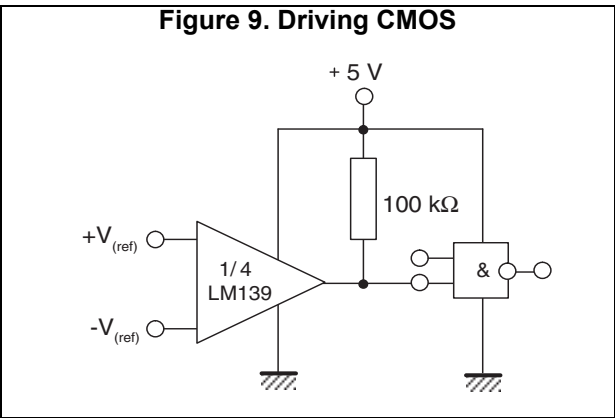 Figure 9. Driving CMOS
+ 5 V
100 kΩ
+V(ref)
1/4
LM139
&
-V(ref)